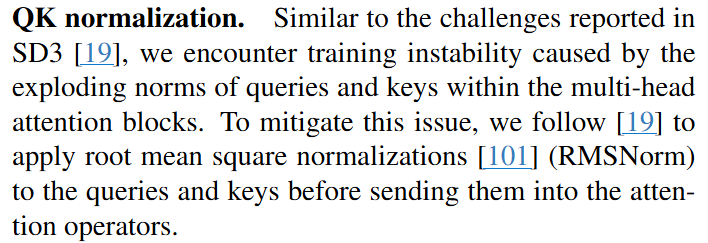 QK normalization. Similar to the challenges reported in
SD3 [19], we encounter training instability caused by the
exploding norms of queries and keys within the multi-head
attention blocks. To mitigate this issue, we follow [19] to
apply root mean square normalizations [101] (RMSNorm)
to the queries and keys before sending them into the atten-
tion operators.